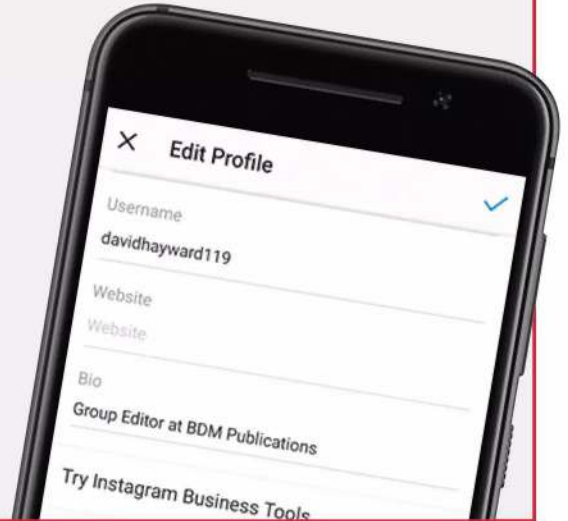 Edit Profile
Username
davidhayward119
Website
Website
Bio
Group Editor at BDM Publications
Try Instagram Business Tools